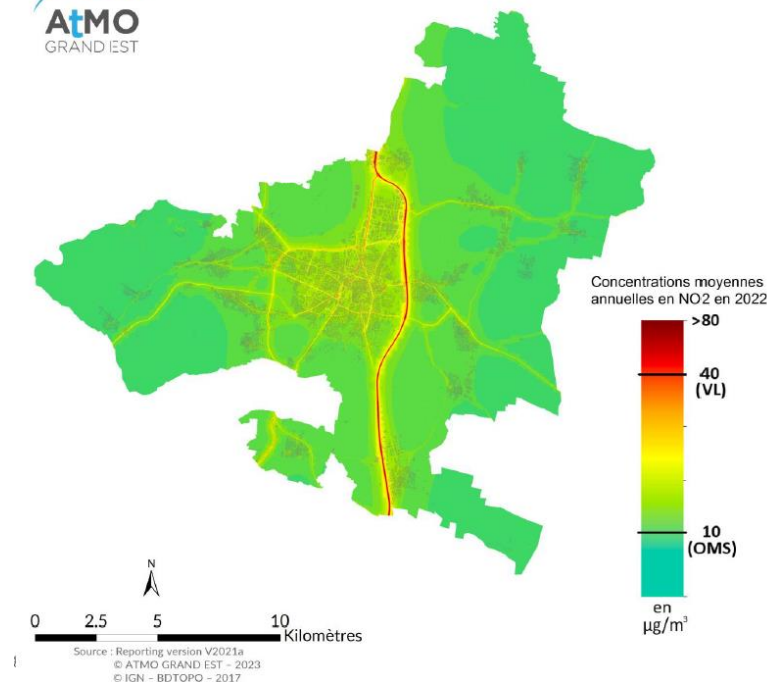 AtMO
GRAND EST
Concentrations moyennes
annuelles en NO2 en 2022
>80
40
(VL)
10
(OMS)
en
µg/m³
N
0 2.5 5 10
Kilomètres
Source : Reporting version V2021a
© ATMO GRAND EST - 2023
© IGN - BDTOPO - 2017